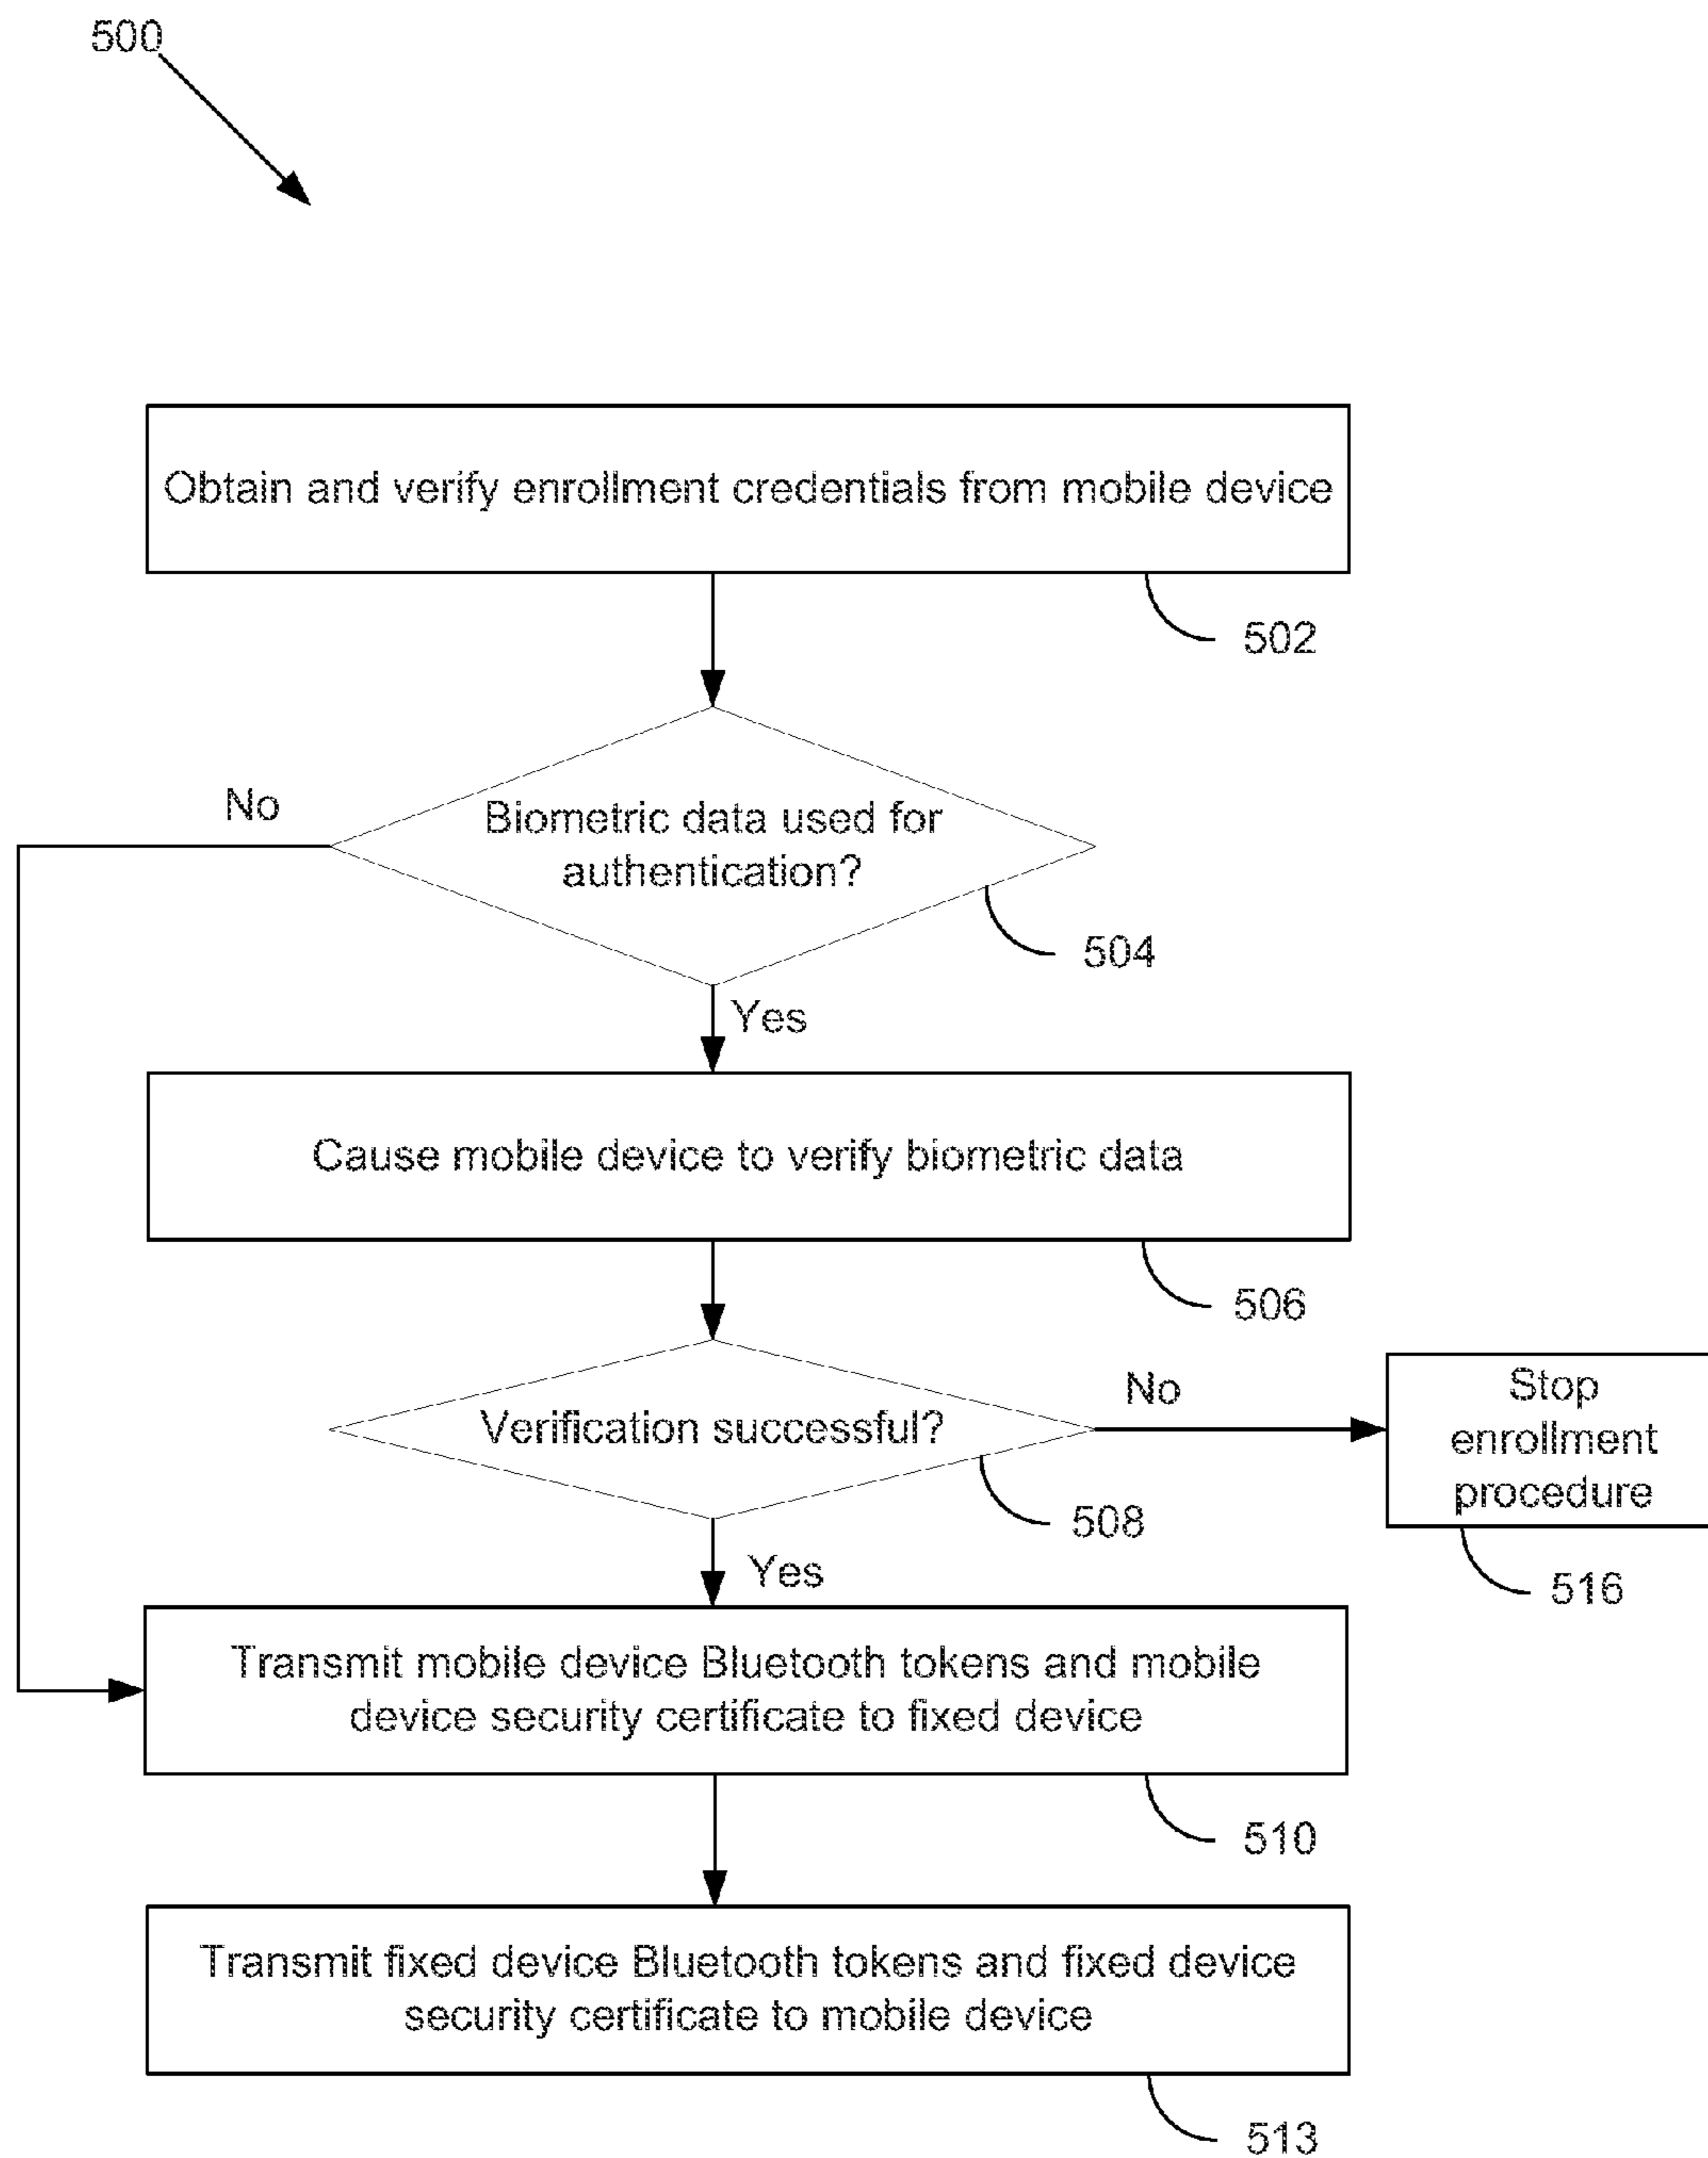 500
Obtain and verify enrollment credentials from mobile device
502
No
Biometric data used for
authentication?
504
Yes
Cause mobile device to verify biometric data
506
Verification successful?
No
Stop
enrollment
procedure
508
516
Yes
Transmit mobile device Bluetooth tokens and mobile
device security certificate to fixed device
510
Transmit fixed device Bluetooth tokens and fixed device
security certificate to mobile device
513